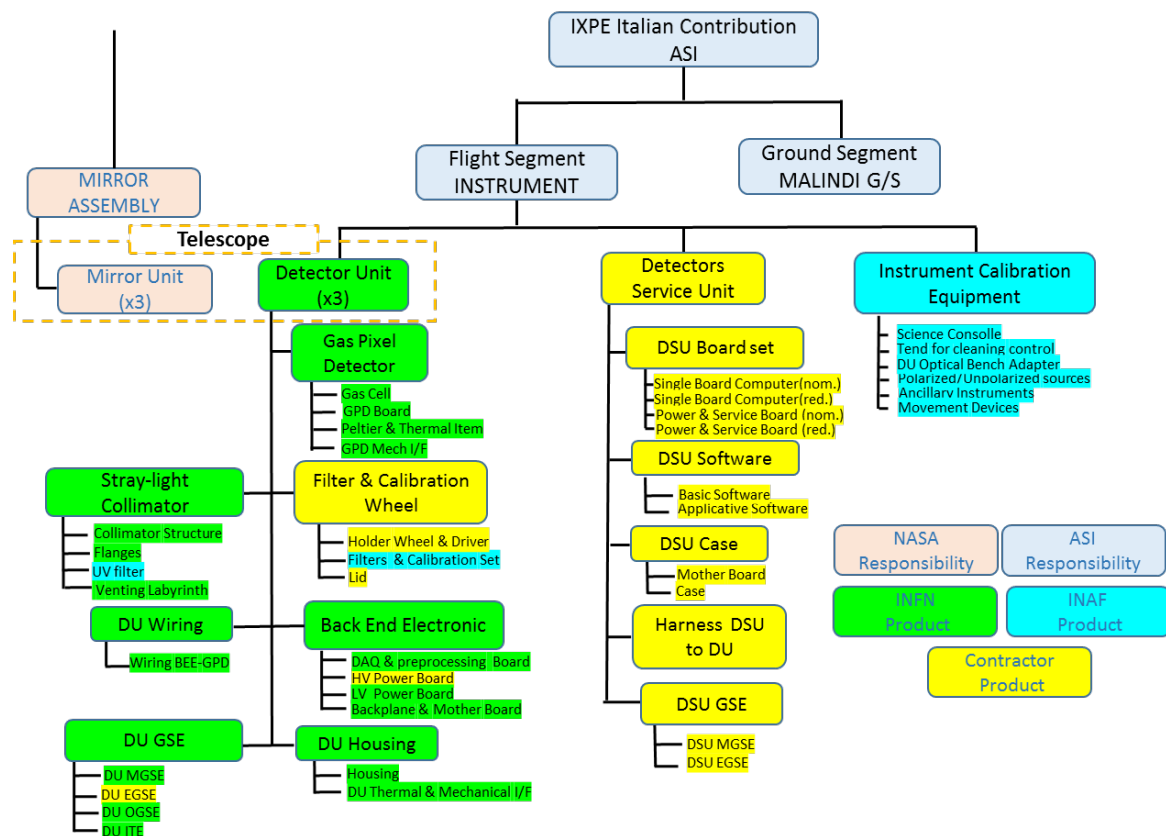 IXPE Italian Contribution
ASI
Flight Segment
INSTRUMENT
Ground Segment
MALINDI G/S
MIRROR
ASSEMBLY
Telescope
Mirror Unit
(x3)
Detector Unit
(x3)
Detectors
Service Unit
Instrument Calibration
Equipment
Gas Pixel
Detector
Gas Cell
GPD Board
Peltier & Thermal Item
GPD Mech I/F
Stray-light
Collimator
Collimator Structure
Flanges
UV filter
Venting Labyrinth
Filter & Calibration
Wheel
Holder Wheel & Driver
Filters & Calibration Set
Lid
DU Wiring
Wiring BEE-GPD
Back End Electronic
DAQ & preprocessing Board
HV Power Board
LV Power Board
Backplane & Mother Board
DU GSE
DU MGSE
DU EGSE
DU OGSE
DU ITE
DU Housing
Housing
DU Thermal & Mechanical I/F
DSU Board set
Single Board Computer(nom.)
Single Board Computer(red.)
Power & Service Board (nom.)
Power & Service Board (red.)
DSU Software
Basic Software
Applicative Software
DSU Case
Mother Board
Case
Harness DSU
to DU
DSU GSE
DSU MGSE
DSU EGSE
Science Consolle
Tend for cleaning control
DU Optical Bench Adapter
Polarized/Unpolarized sources
Ancillary Instruments
Movement Devices
NASA
Responsibility
ASI
Responsibility
INFN
Product
INAF
Product
Contractor
Product